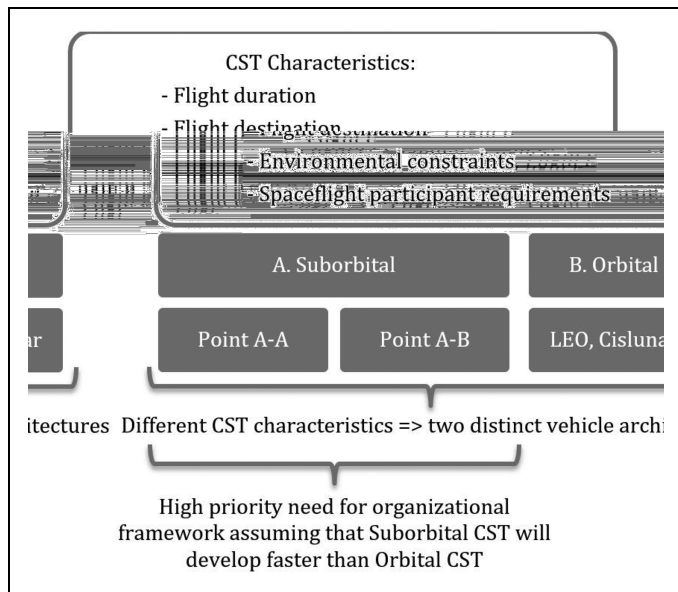 CST Characteristics:
- Flight duration
- Flight destination
- Environmental constraints
- Spaceflight participant requirements
A. Suborbital
B. Orbital
ar
Point A-A
Point A-B
LEO, Cisluna
itectures
Different CST characteristics => two distinct vehicle archi
High priority need for organizational
framework assuming that Suborbital CST will
develop faster than Orbital CST